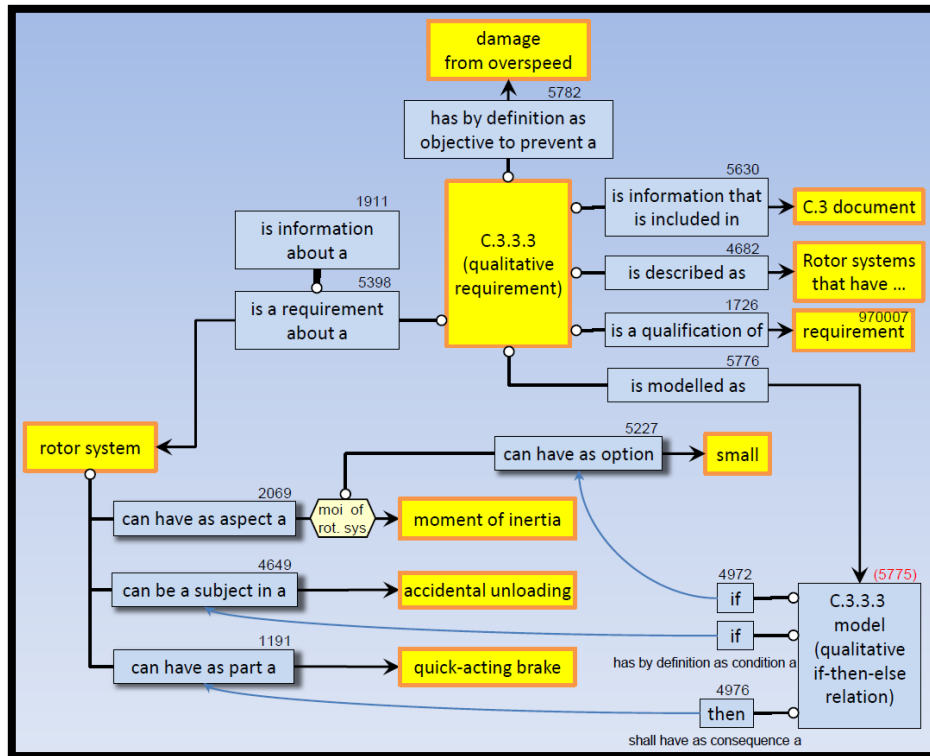 damage
from overspeed
5782
has by definition as
objective to prevent a
5630
is information that
is included in
C.3 document
1911
is information
about a
C.3.3.3
(qualitative
requirement)
4682
is described as
Rotor systems
that have ...
5398
is a requirement
about a
1726
is a qualification of
970007
requirement
5776
is modelled as
rotor system
5227
can have as option
small
2069
can have as aspect a
moi of
rot. sys
moment of inertia
4649
can be a subject in a
accidental unloading
4972
if
(5775)
C.3.3.3
model
(qualitative
if-then-else
relation)
if
has by definition as condition a
1191
can have as part a
quick-acting brake
4976
then
shall have as consequence a